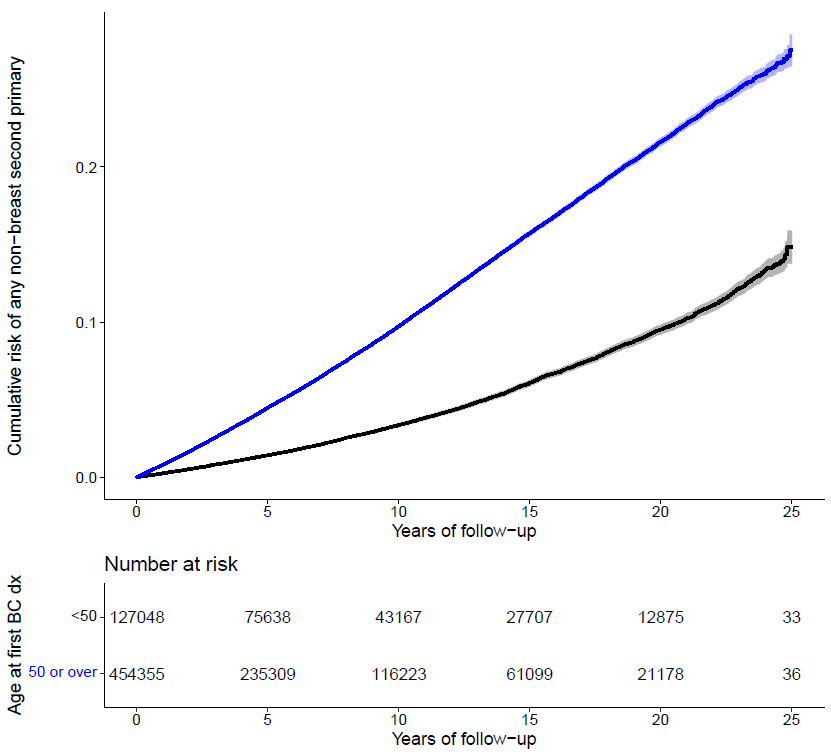 Cumulative risk of any non−breast second primary
0.2
0.1
0.0
0 5 10 15 20 25
Years of follow−up
Number at risk
Age at first BC dx
<50 127048 75638 43167 27707 12875 33
50 or over 454355 235309 116223 61099 21178 36
0 5 10 15 20 25
Years of follow−up